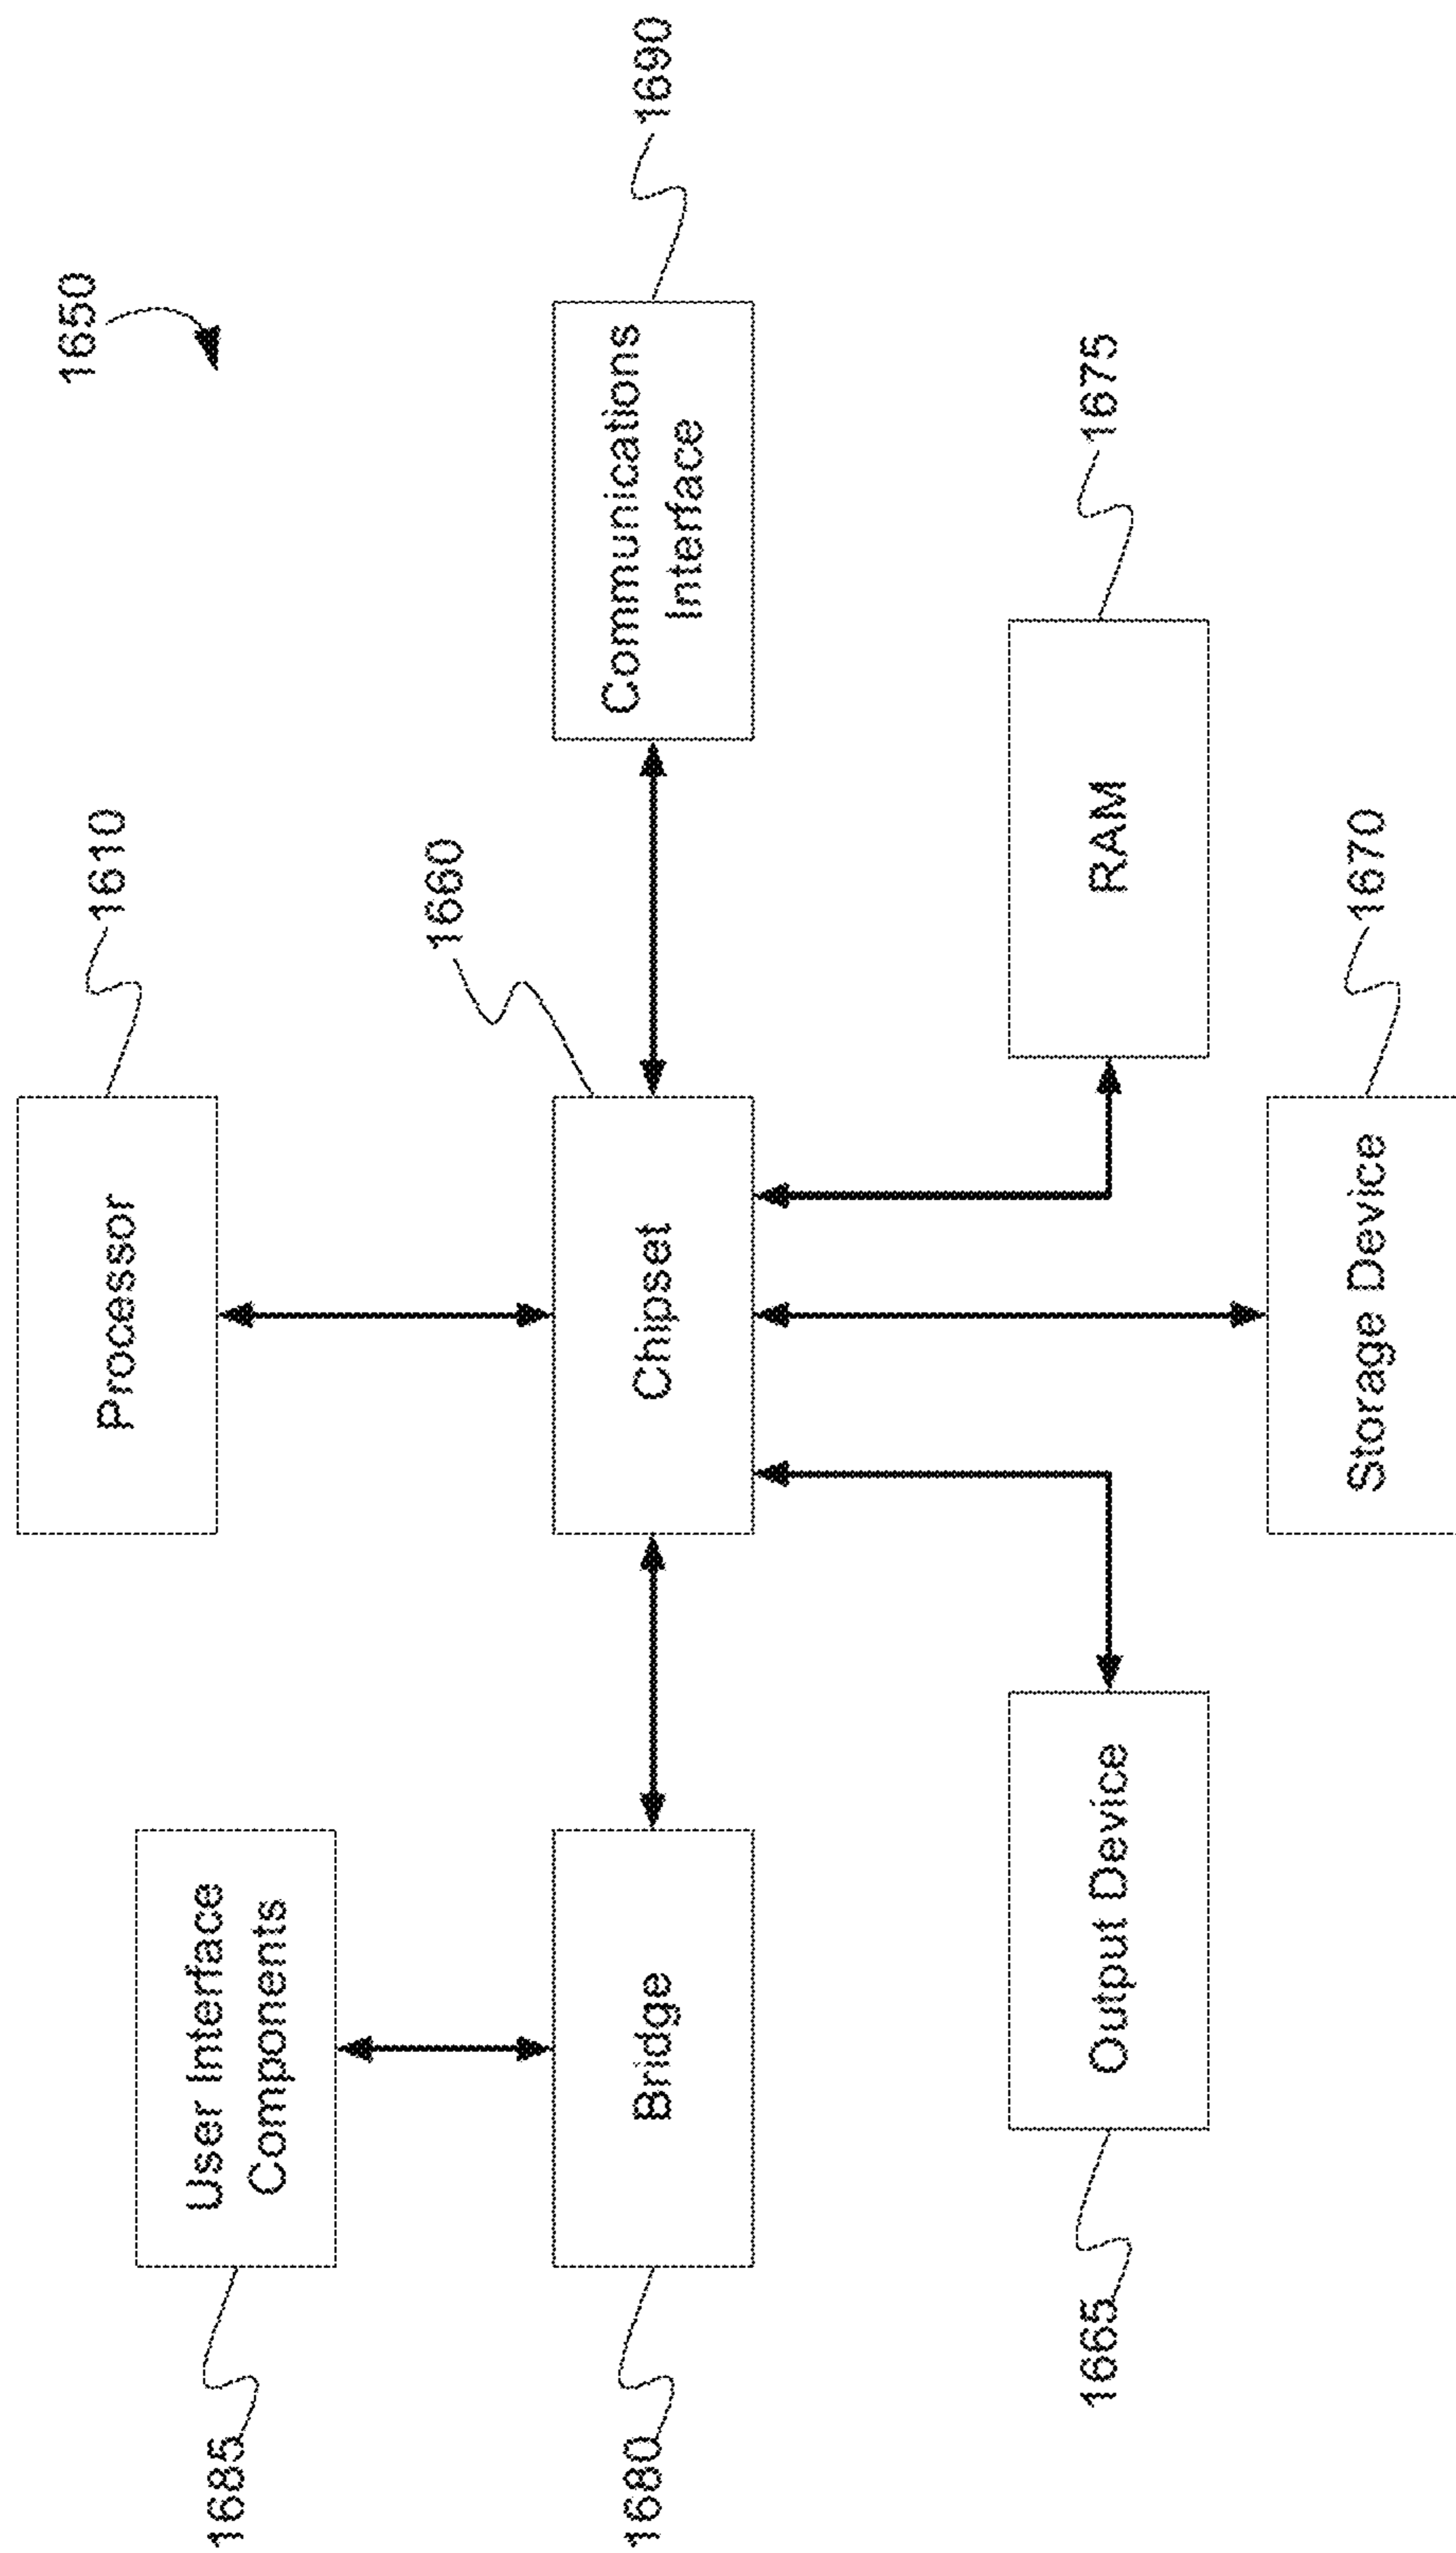 1650
Processor
1610
User Interface
Components
1685
1660
Bridge
1680
Chipset
Communications
Interface
1690
Output Device
1665
RAM
1675
Storage Device
1670